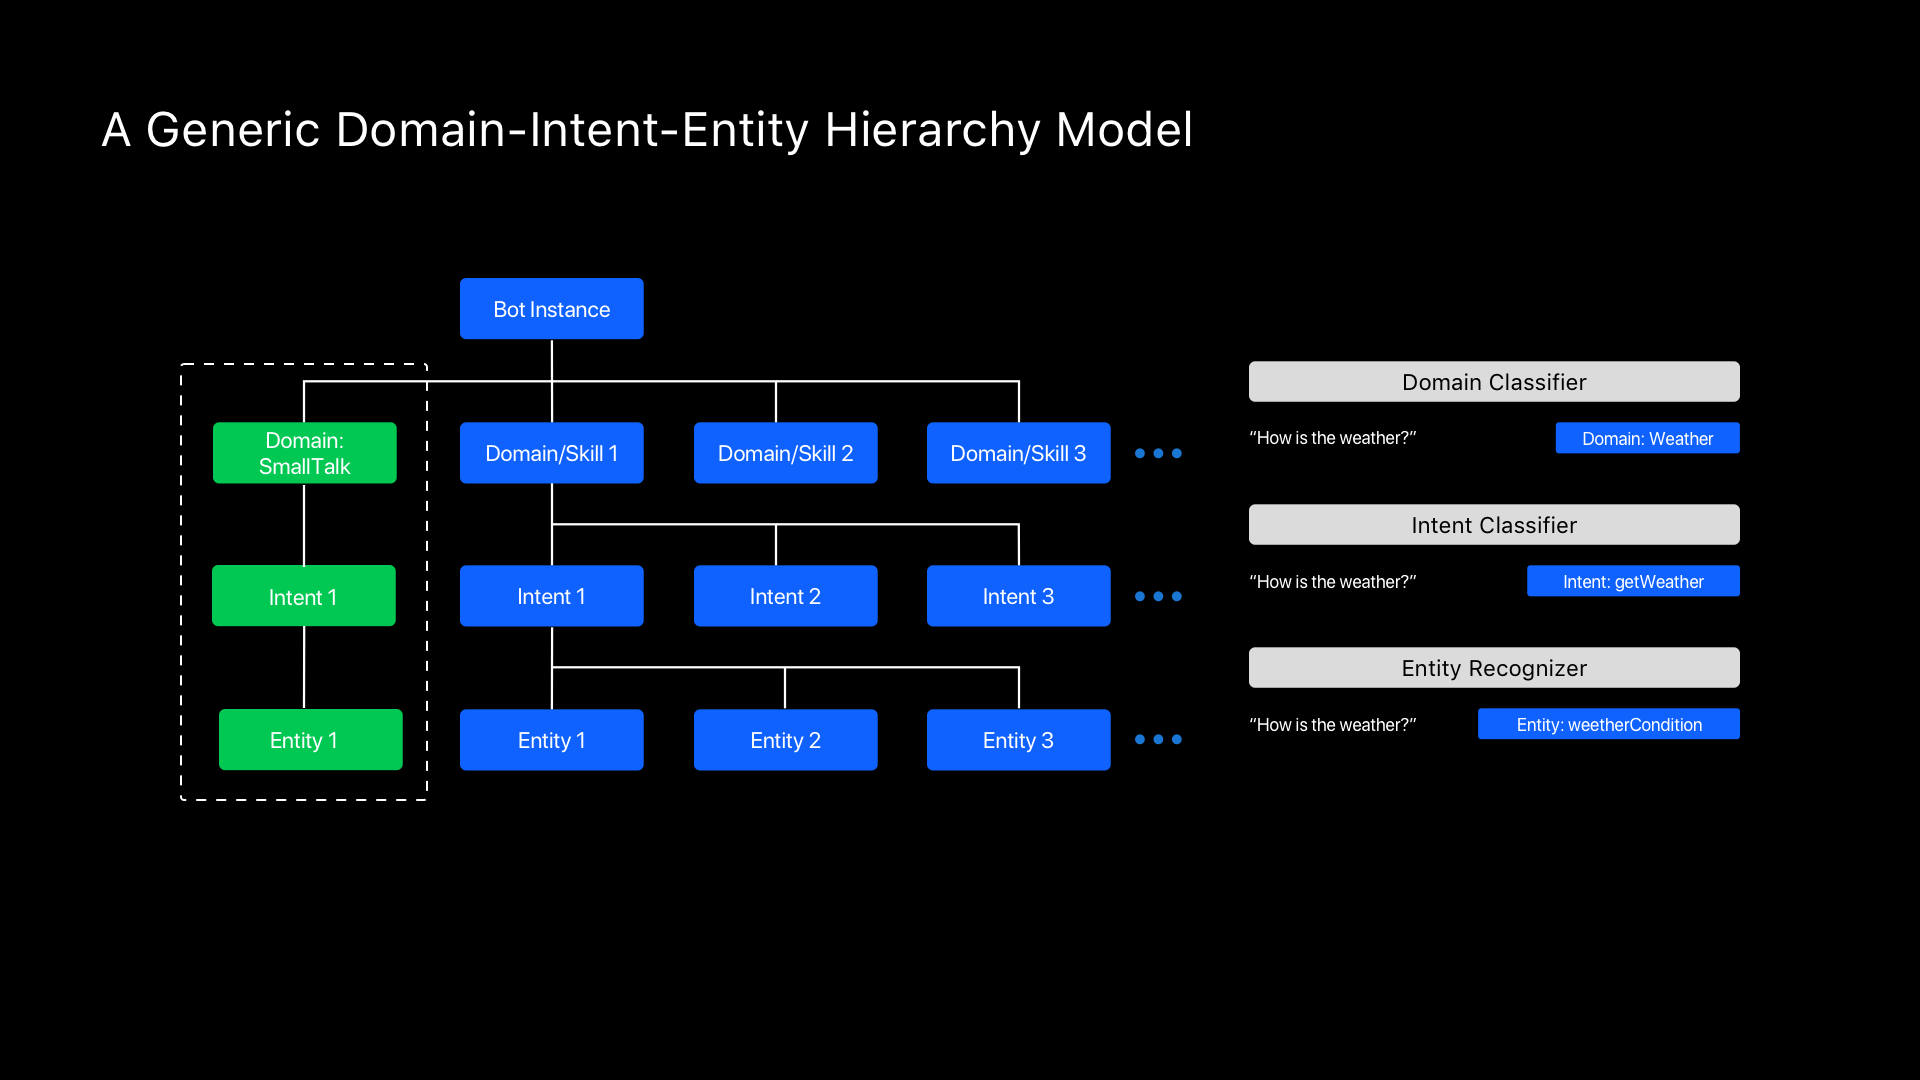 A Generic Domain-Intent-Entity Hierarchy Model
Bot Instance
Domain:
SmallTalk
Domain/Skill 1
Domain/Skill 2
Domain/Skill 3
Intent 1
Intent 1
Intent 2
Intent 3
Entity 1
Entity 1
Entity 2
Entity 3
Domain Classifier
“How is the weather?”
Domain: Weather
Intent Classifier
“How is the weather?”
Intent: getWeather
Entity Recognizer
“How is the weather?”
Entity: weetherCondition